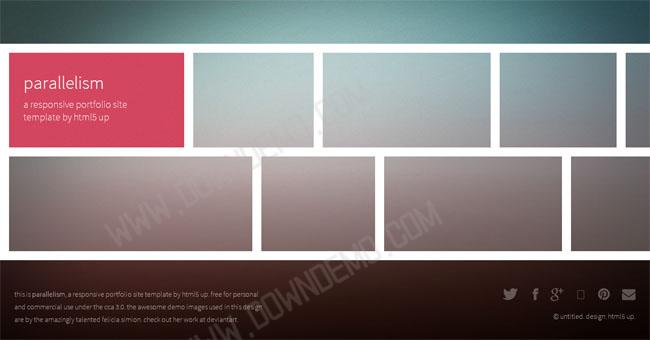 parallelism
a responsive portfolio site
template by html5 up
WWW.DOWNDEMO.COM
WWW.DOWNDEMO.COM
this is parallelism, a responsive portfolio site template by html5 up. free for personal
and commercial use under the cca 3.0. the awesome demo images used in this design
are by the amazingly talented felicia simion. check out her work at deviantart.
© untitled. design: html5 up.